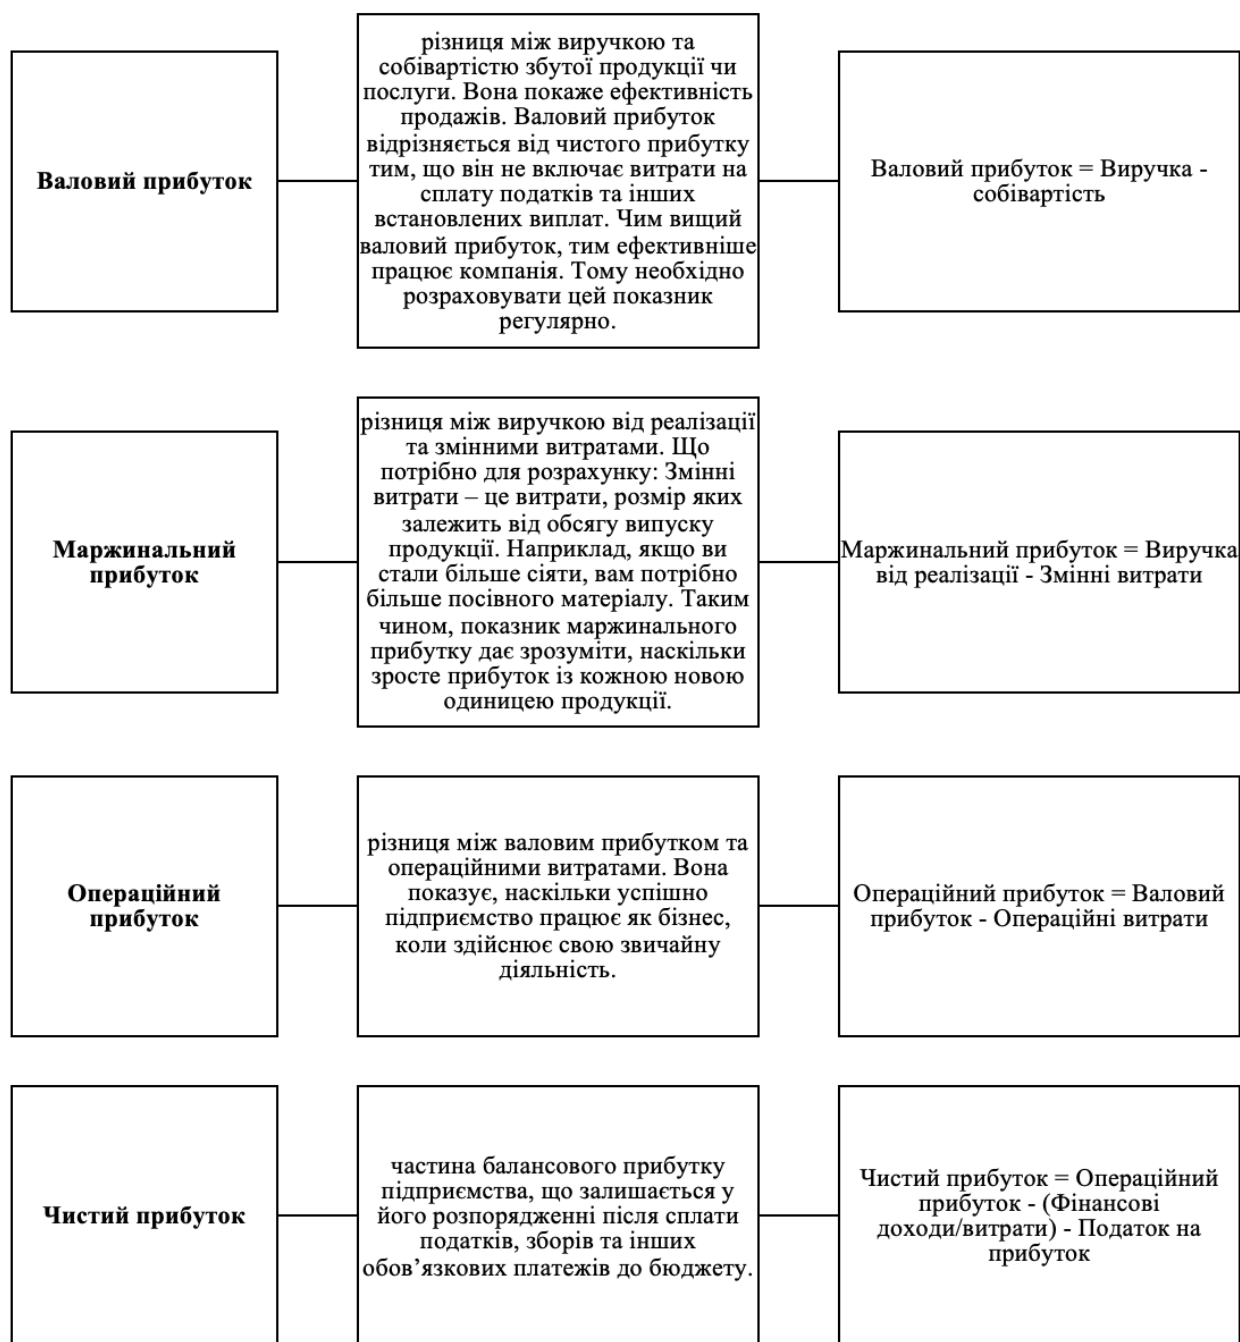 Валовий прибуток
різниця між виручкою та
собівартістю збутої продукції чи
послуги. Вона покаже ефективність
продажів. Валовий прибуток
відрізняється від чистого прибутку
тим, що він не включає витрати на
сплату податків та інших
встановлених виплат. Чим вищий
валовий прибуток, тим ефективніше
працює компанія. Тому необхідно
розраховувати цей показник
регулярно.
Валовий прибуток = Виручка -
собівартість
Маржинальний
прибуток
різниця між виручкою від реалізації
та змінними витратами. Що
потрібно для розрахунку: Змінні
витрати – це витрати, розмір яких
залежить від обсягу випуску
продукції. Наприклад, якщо ви
стали більше сіяти, вам потрібно
більше посівного матеріалу. Таким
чином, показник маржинального
прибутку дає зрозуміти, наскільки
зросте прибуток із кожною новою
одиницею продукції.
Маржинальний прибуток = Виручка
від реалізації - Змінні витрати
Операційний
прибуток
різниця між валовим прибутком та
операційними витратами. Вона
показує, наскільки успішно
підприємство працює як бізнес,
коли здійснює свою звичайну
діяльність.
Операційний прибуток = Валовий
прибуток - Операційні витрати
Чистий прибуток
частина балансового прибутку
підприємства, що залишається у
його розпорядженні після сплати
податків, зборів та інших
обов’язкових платежів до бюджету.
Чистий прибуток = Операційний
прибуток - (Фінансові
доходи/витрати) - Податок на
прибуток